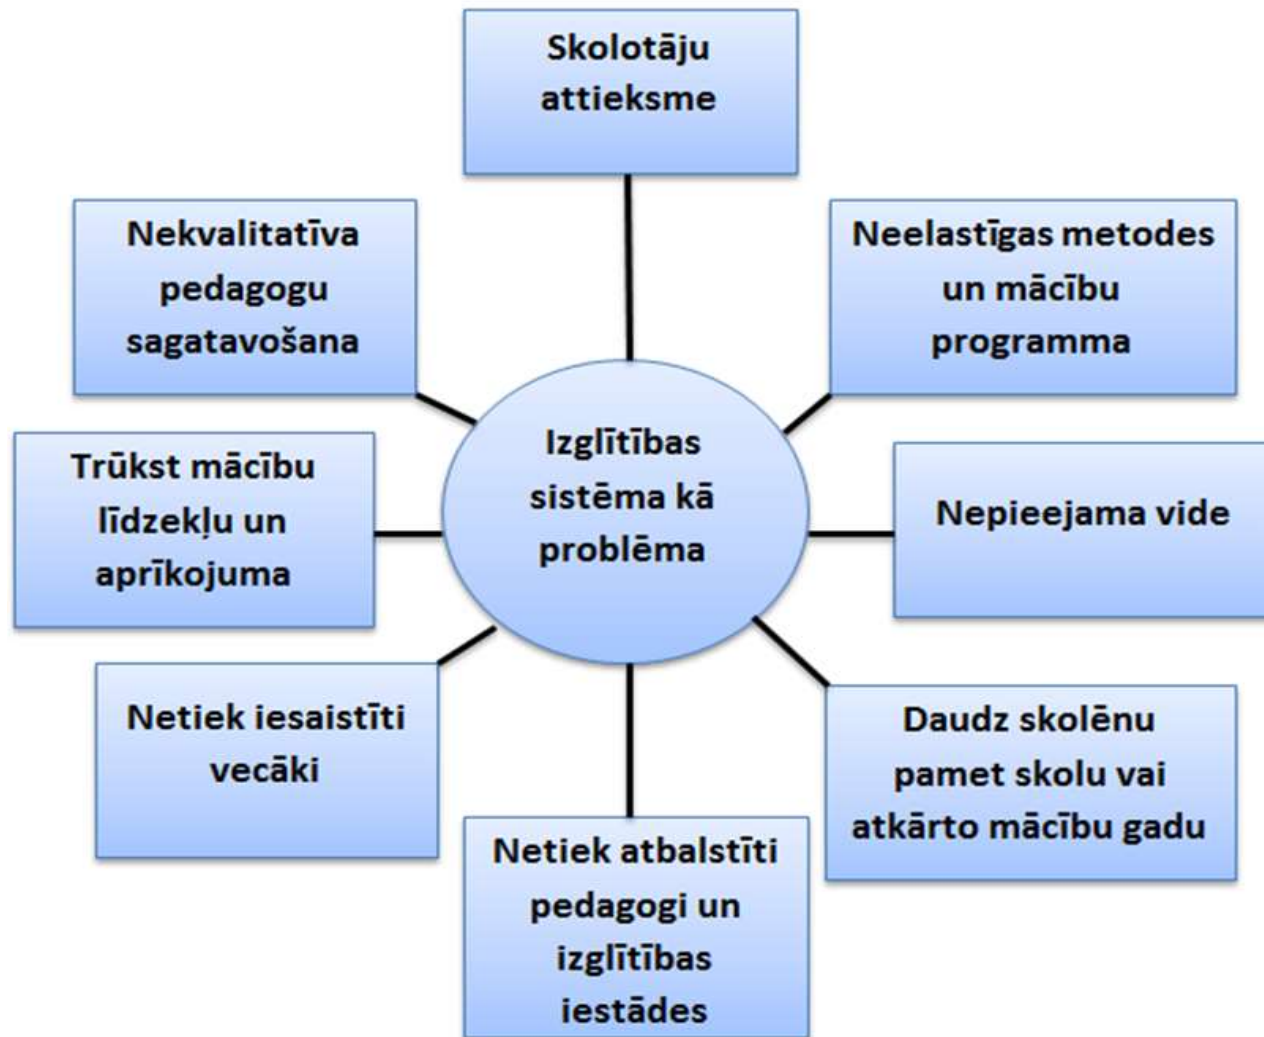 Skolotāju
attieksme
Nekvalitatīva
pedagogu
sagatavošana
Neelastīgas metodes
un mācību
programma
Izglītības
sistēma kā
problēma
Trūkst mācību
līdzekļu un
aprīkojuma
Nepieejama vide
Netiek iesaistīti
vecāki
Daudz skolēnu
pamet skolu vai
atkārto mācību gadu
Netiek atbalstīti
pedagogi un
izglītības
iestādes